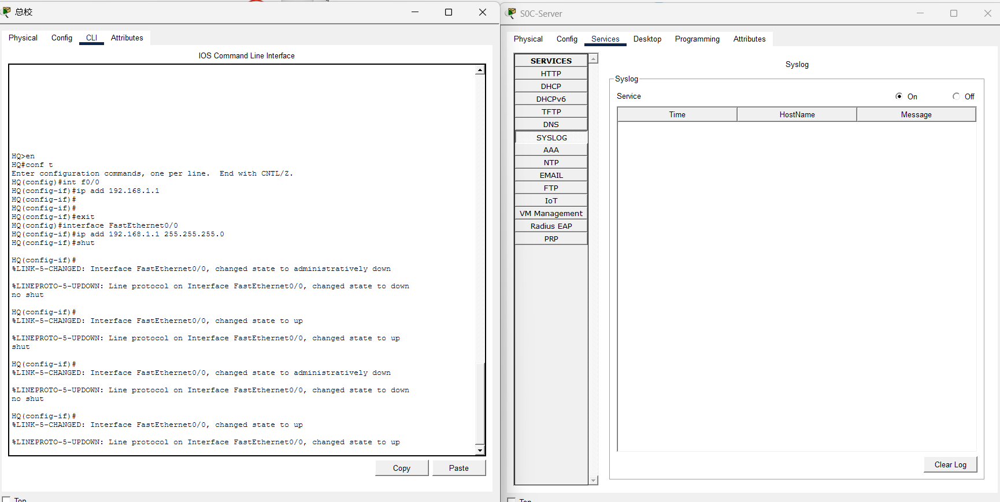 总校
Physical Config CLI Attributes
IOS Command Line Interface
HQ>en
HQ#conf t
Enter configuration commands, one per line.  End with CNTL/Z.
HQ(config)#int f0/0
HQ(config-if)#ip add 192.168.1.1
HQ(config-if)#
HQ(config-if)#
HQ(config-if)#exit
HQ(config)#interface FastEthernet0/0
HQ(config-if)#ip add 192.168.1.1 255.255.255.0
HQ(config-if)#shut
HQ(config-if)#
%LINK-5-CHANGED: Interface FastEthernet0/0, changed state to administratively down
%LINEPROTO-5-UPDOWN: Line protocol on Interface FastEthernet0/0, changed state to down
no shut
HQ(config-if)#
%LINK-5-CHANGED: Interface FastEthernet0/0, changed state to up
%LINEPROTO-5-UPDOWN: Line protocol on Interface FastEthernet0/0, changed state to up
shut
HQ(config-if)#
%LINK-5-CHANGED: Interface FastEthernet0/0, changed state to administratively down
%LINEPROTO-5-UPDOWN: Line protocol on Interface FastEthernet0/0, changed state to down
no shut
HQ(config-if)#
%LINK-5-CHANGED: Interface FastEthernet0/0, changed state to up
%LINEPROTO-5-UPDOWN: Line protocol on Interface FastEthernet0/0, changed state to up
Copy Paste
Top
S0C-Server
Physical Config Services Desktop Programming Attributes
SERVICES
HTTP
DHCP
DHCPv6
TFTP
DNS
SYSLOG
AAA
NTP
EMAIL
FTP
IoT
VM Management
Radius EAP
PRP
Syslog
Syslog
Service On Off
Time HostName Message
Clear Log
Top